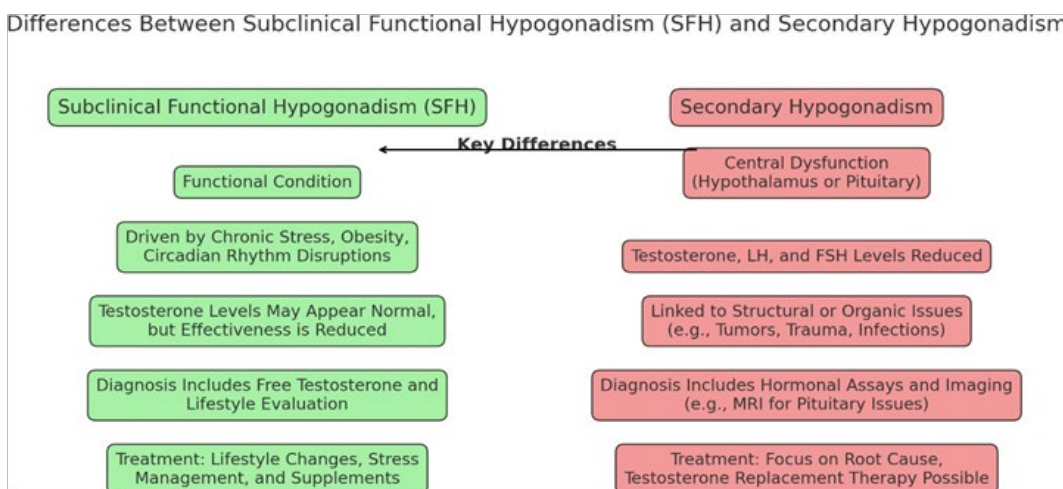 Differences Between Subclinical Functional Hypogonadism (SFH) and Secondary Hypogonadism
Subclinical Functional Hypogonadism (SFH)
Secondary Hypogonadism
Key Differences
Functional Condition
Central Dysfunction
(Hypothalamus or Pituitary)
Driven by Chronic Stress, Obesity,
Circadian Rhythm Disruptions
Testosterone, LH, and FSH Levels Reduced
Testosterone Levels May Appear Normal,
but Effectiveness is Reduced
Linked to Structural or Organic Issues
(e.g., Tumors, Trauma, Infections)
Diagnosis Includes Free Testosterone and
Lifestyle Evaluation
Diagnosis Includes Hormonal Assays and Imaging
(e.g., MRI for Pituitary Issues)
Treatment: Lifestyle Changes, Stress
Management, and Supplements
Treatment: Focus on Root Cause,
Testosterone Replacement Therapy Possible